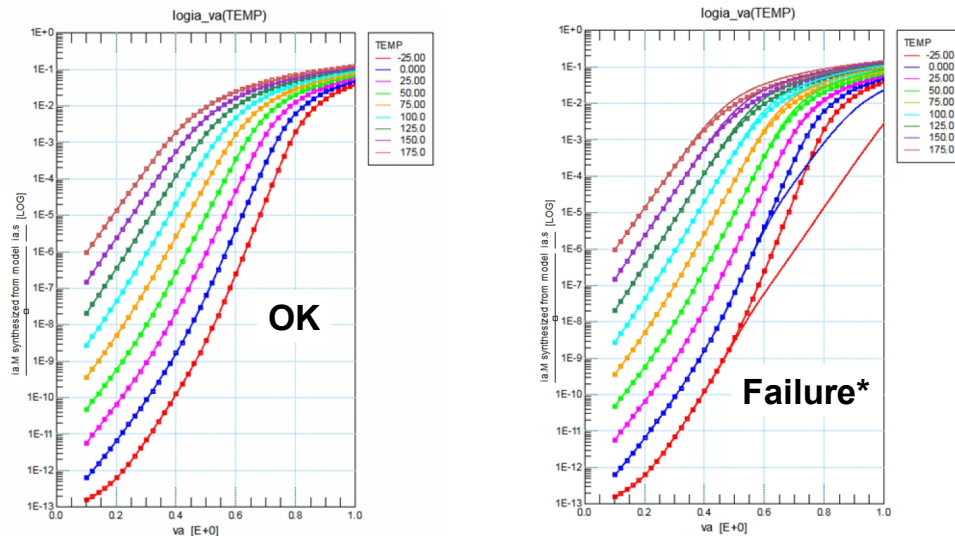 logia_va(TEMP)
1E+0
1E-1
1E-2
1E-3
1E-4
1E-5
1E-6
1E-7
1E-8
1E-9
1E-10
1E-11
1E-12
1E-13
ia.M synthesized from model ia.s [LOG]
0.0 0.2 0.4 0.6 0.8 1.0
va [E+0]
TEMP
-25.00
0.000
25.00
50.00
75.00
100.0
125.0
150.0
175.0
OK
logia_va(TEMP)
1E+0
1E-1
1E-2
1E-3
1E-4
1E-5
1E-6
1E-7
1E-8
1E-9
1E-10
1E-11
1E-12
1E-13
ia.M synthesized from model ia.s [LOG]
0.0 0.2 0.4 0.6 0.8 1.0
va [E+0]
TEMP
-25.00
0.000
25.00
50.00
75.00
100.0
125.0
150.0
175.0
Failure*